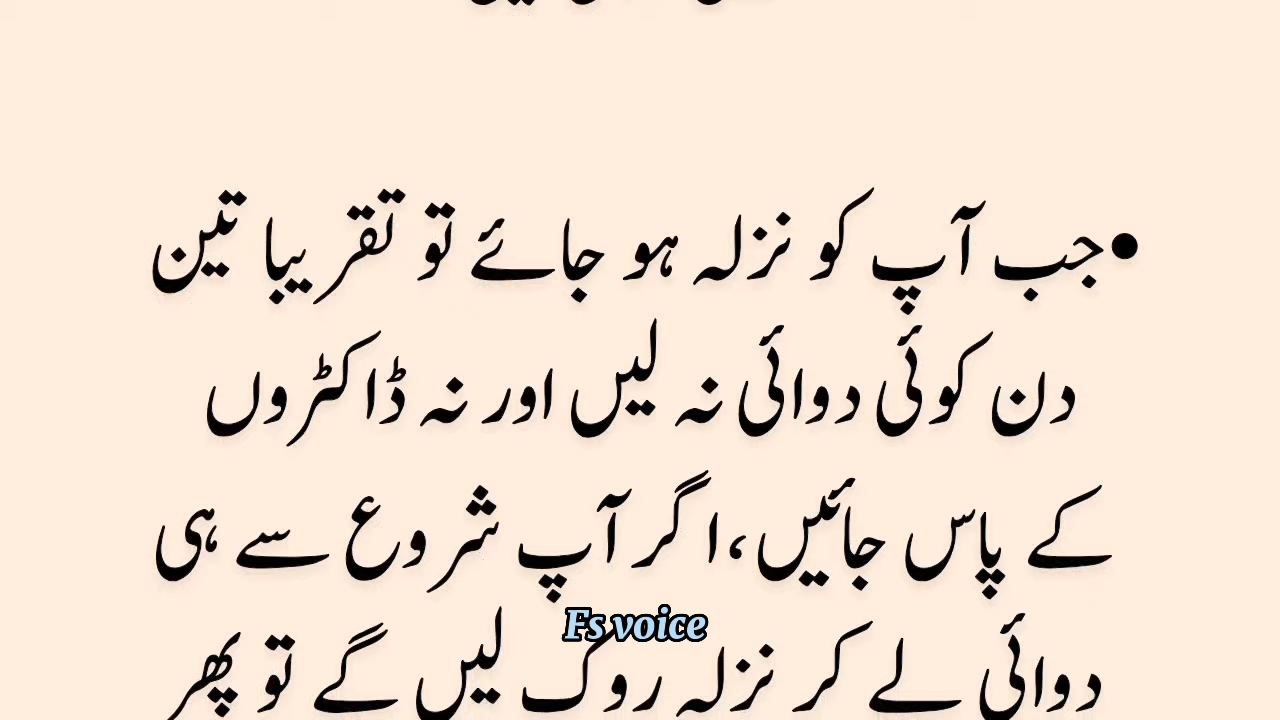 •جب آپ کو نزلہ ہو جائے تو تقریبا تین
دن کوئی دوائی نہ لیں اور نہ ڈاکٹروں
کے پاس جائیں،اگر آپ شروع سے ہی
Fs voice
دوائی لے کر نزلہ روک لیں گے تو پھر